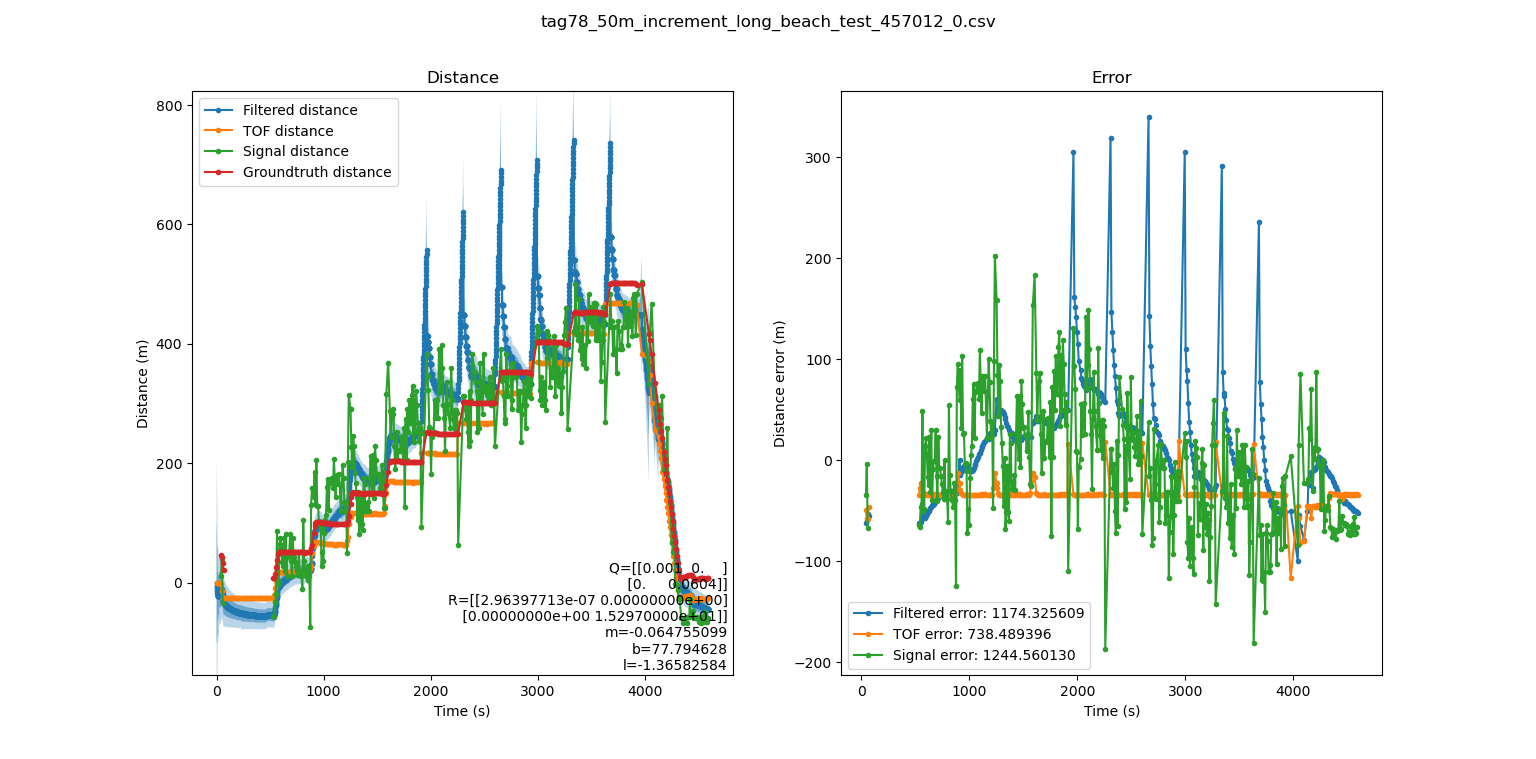 tag78_50m_increment_long_beach_test_457012_0.csv
Distance
Distance (m)
800
600
400
200
0
Filtered distance
TOF distance
Signal distance
Groundtruth distance
Q=[[0.001 0. ]
[0. 0.0604]]
R=[[2.96397713e-07 0.00000000e+00]
[0.00000000e+00 1.52970000e+01]]
m=-0.064755099
b=77.794628
l=-1.36582584
0 1000 2000 3000 4000
Time (s)
Error
Distance error (m)
300
200
100
0
−100
−200
Filtered error: 1174.325609
TOF error: 738.489396
Signal error: 1244.560130
0 1000 2000 3000 4000
Time (s)